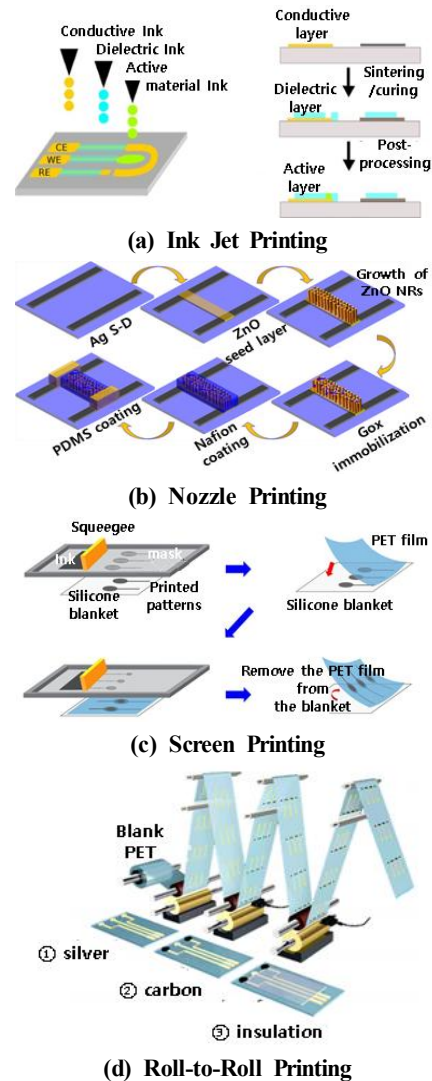 Conductive Ink
Dielectric Ink
Active
material Ink
CE
WE
RE
Conductive
layer
Sintering
/curing
Dielectric
layer
Post-
processing
Active
layer
(a) Ink Jet Printing
Ag S-D
ZnO
seed layer
Growth of
ZnO NRs
PDMS coating
Nafion
coating
Gox
immobilization
(b) Nozzle Printing
Squeegee
Ink
mask
Silicone
blanket
Printed
patterns
PET film
Silicone blanket
Remove the PET film
from
the blanket
(c) Screen Printing
Blank
PET
① silver
② carbon
③ insulation
(d) Roll-to-Roll Printing